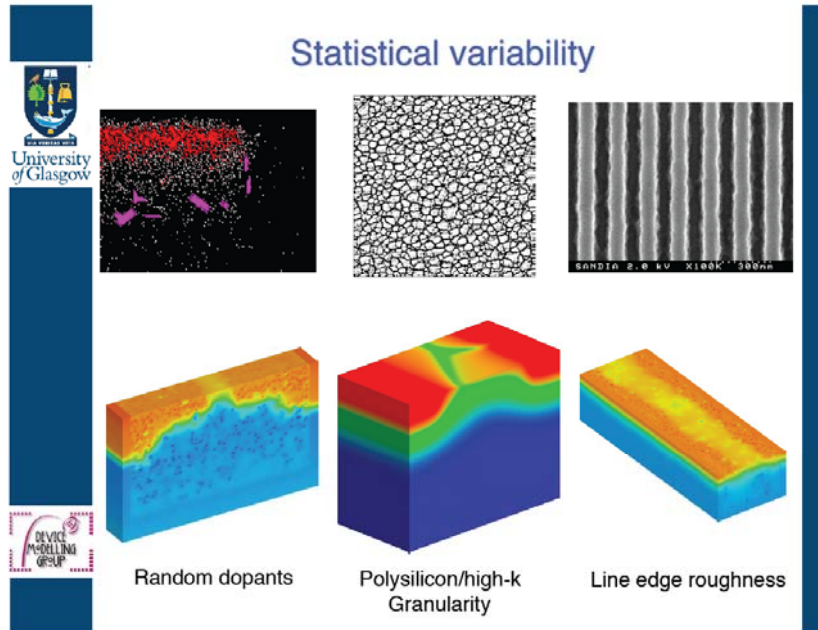 Statistical variability
University
of Glasgow
SANDIA 2.0 kV X100K 300nm
DEVICE
MODELLING
GROUP
Random dopants
Polysilicon/high-k
Granularity
Line edge roughness